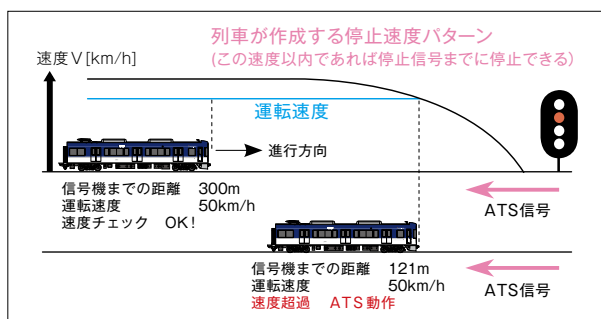 列車が作成する停止速度パターン
速度V[km/h]
(この速度以内であれば停止信号までに停止できる)
運転速度
進行方向
信号機までの距離 300m
運転速度 50km/h
速度チェック OK!
ATS信号
信号機までの距離 121m
運転速度 50km/h
速度超過 ATS動作
ATS信号